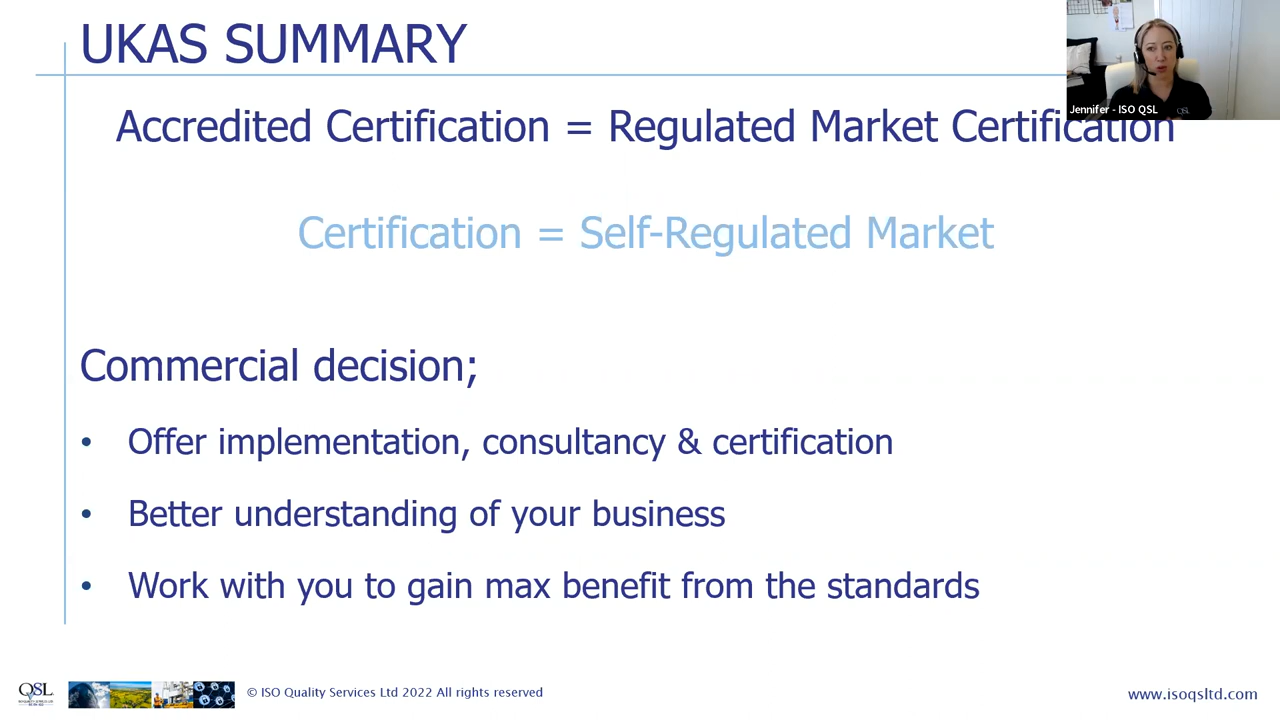 UKAS SUMMARY
Jennifer - ISO QSL
Accredited Certification = Regulated Market Certification
Certification = Self-Regulated Market
Commercial decision;
• Offer implementation, consultancy & certification
• Better understanding of your business
• Work with you to gain max benefit from the standards
QSL
© ISO Quality Services Ltd 2022 All rights reserved
www.isoqsltd.com